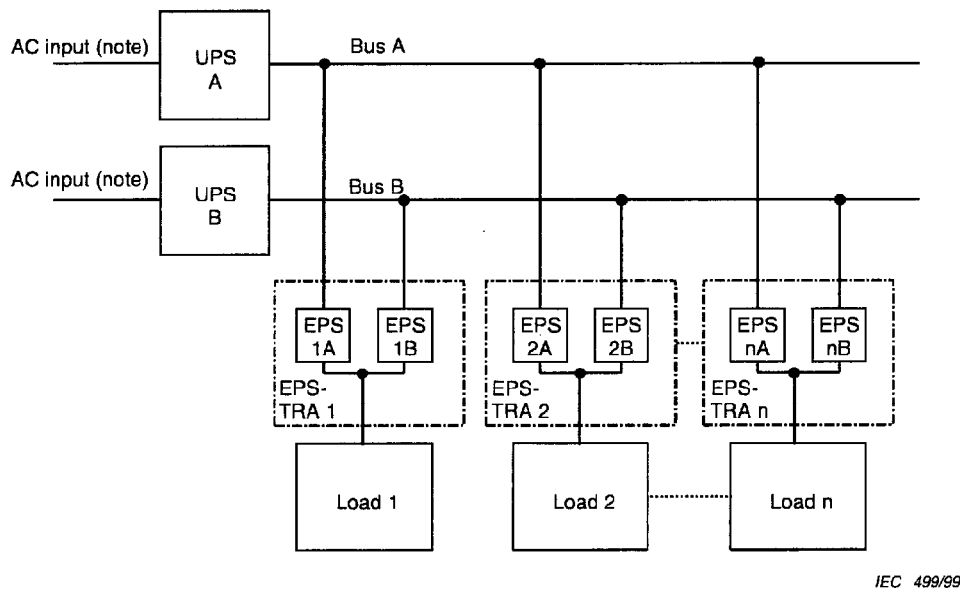 AC input (note)
UPS
A
Bus A
AC input (note)
UPS
B
Bus B
EPS
1A
EPS
1B
EPS-
TRA 1
EPS
2A
EPS
2B
EPS-
TRA 2
EPS
nA
EPS
nB
EPS-
TRA n
Load 1
Load 2
Load n
IEC 499/99